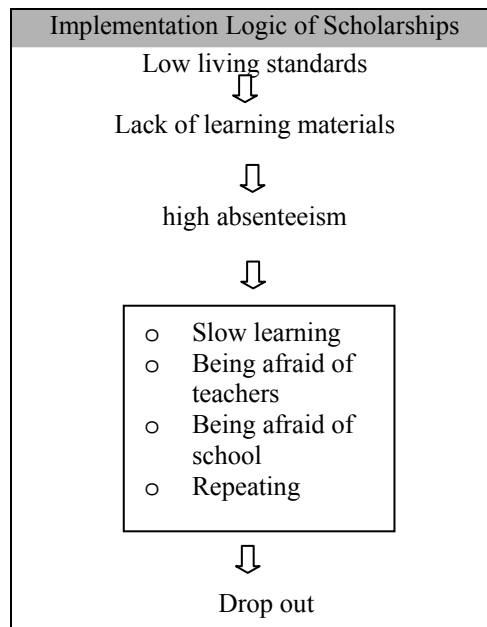 Implementation Logic of Scholarships
Low living standards
Lack of learning materials
high absenteeism
o Slow learning
o Being afraid of
teachers
o Being afraid of
school
o Repeating
Drop out